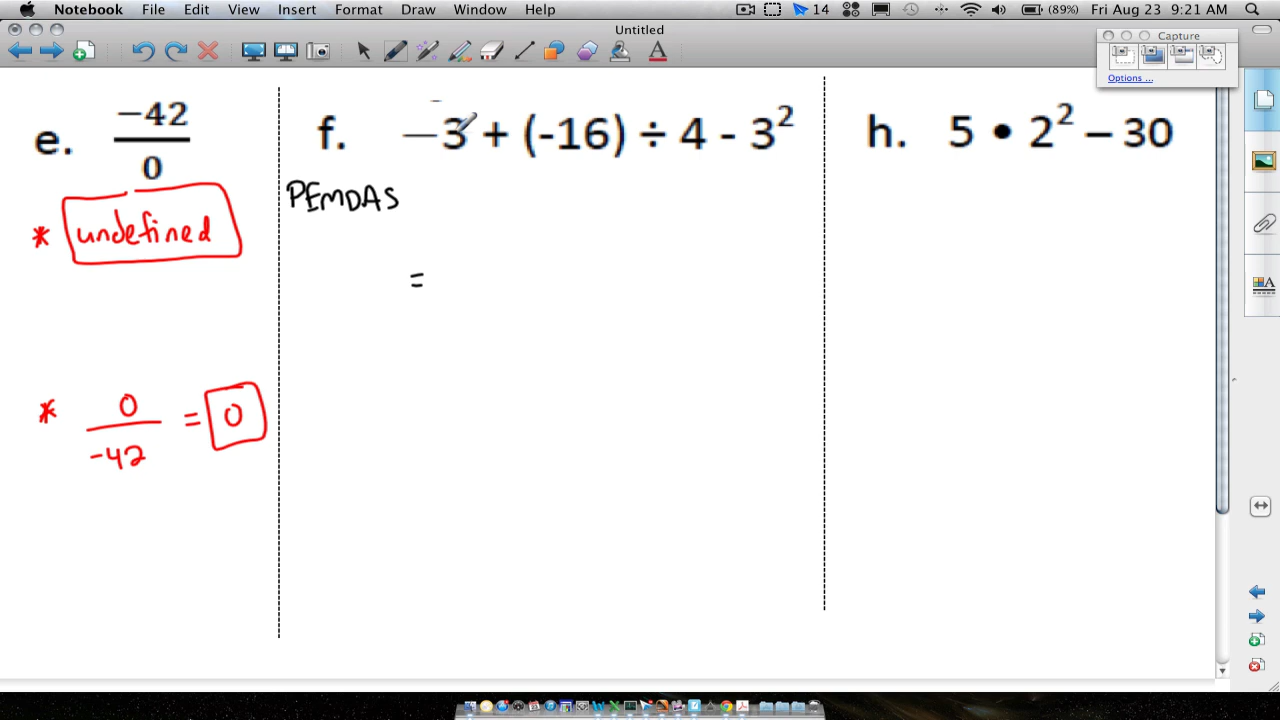 Notebook File Edit View Insert Format Draw Window Help 14 (89%) Fri Aug 23 9:21 AM
Untitled
Capture
Options ...
e. −42
0
* undefined
* 0
-42
= 0
f. −3 + (-16) ÷ 4 - 3²
PEMDAS
=
h. 5 • 2² − 30